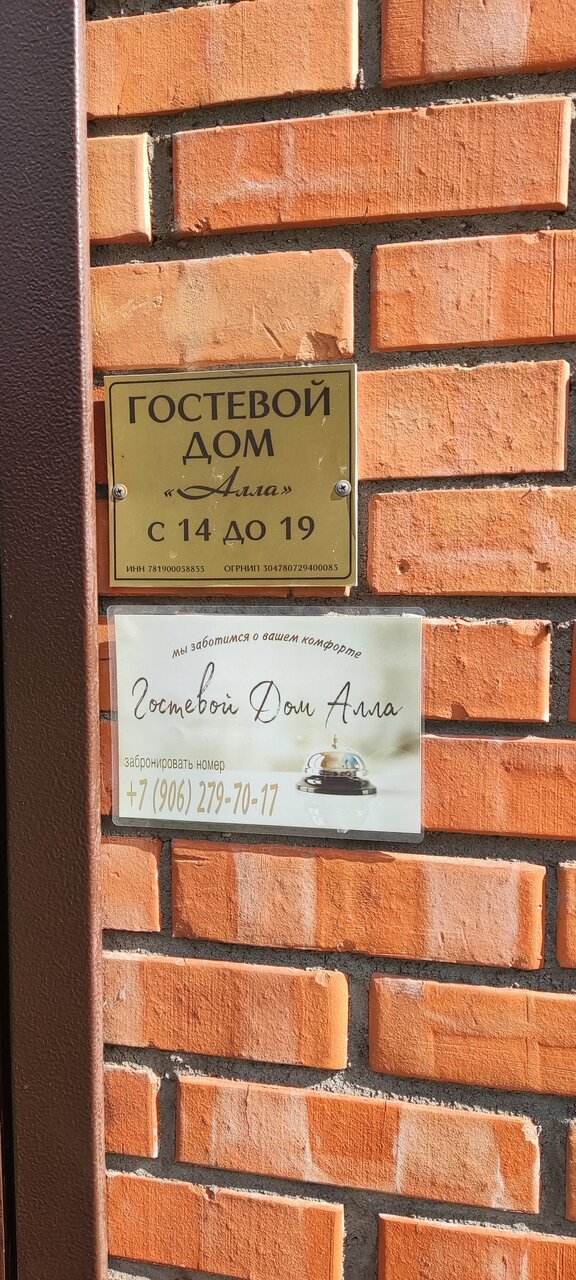 ГОСТЕВОЙ
ДОМ
«Алла»
с 14 до 19
ИНН 781900058855 ОГРНИП 304780729400085
мы заботимся о вашем комфорте
Гостевой Дом Алла
забронировать номер
+7 (906) 279-70-17